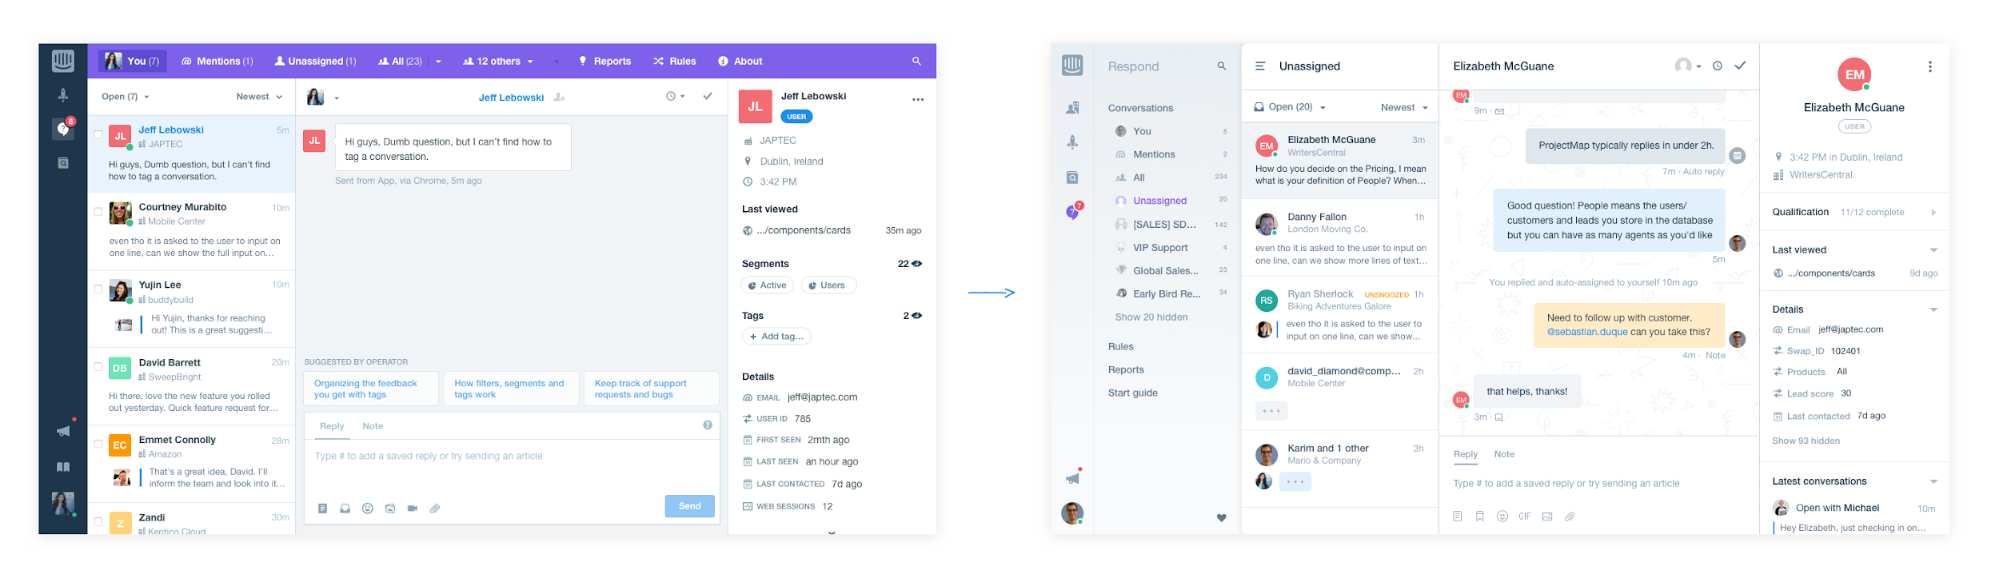 You (7)
Mentions (1)
Unassigned (1)
All (23)
12 others
Reports
Rules
About
8
Open (7)
Newest
JL
Jeff Lebowski
5m
JAPTEC
Hi guys, Dumb question, but I can't find
how to tag a conversation.
Courtney Murabito
10m
Mobile Center
even tho it is asked to the user to input on
one line, can we show the full input on...
Yujin Lee
10m
buddybuild
Hi Yujin, thanks for reaching
out! This is a great suggesti...
DB
David Barrett
20m
SweepBright
Hi there, love the new feature you rolled
out yesterday. Quick feature request for...
EC
Emmet Connolly
28m
Amazon
That's a great idea, David. I'll
inform the team and look into it...
Z
Zandi
30m
Kentico Cloud
Jeff Lebowski
JL
Hi guys, Dumb question, but I can't find how to
tag a conversation.
Sent from App, via Chrome, 5m ago
SUGGESTED BY OPERATOR
Organizing the feedback
you get with tags
How filters, segments and
tags work
Keep track of support
requests and bugs
Reply
Note
Type # to add a saved reply or try sending an article
Send
JL
Jeff Lebowski
USER
JAPTEC
Dublin, Ireland
3:42 PM
Last viewed
.../components/cards
35m ago
Segments
22
Active
Users
Tags
2
+ Add tag...
Details
EMAIL jeff@japtec.com
USER ID 785
FIRST SEEN 2mth ago
LAST SEEN an hour ago
LAST CONTACTED 7d ago
WEB SESSIONS 12
7
Respond
Conversations
You 5
Mentions 2
All 234
Unassigned 20
[SALES] SD... 142
VIP Support 4
Global Sales... 23
Early Bird Re... 34
Show 20 hidden
Rules
Reports
Start guide
Unassigned
Open (20)
Newest
EM
Elizabeth McGuane
3m
WritersCentral
How do you decide on the Pricing, I mean
what is your definition of People? When...
Danny Fallon
1h
London Moving Co.
even tho it is asked to the user to input on
one line, can we show more lines of text...
RS
Ryan Sherlock
UNSNOOZED
1h
Biking Adventures Galore
even tho it is asked to the user to
input on one line, can we show...
D
david_diamond@comp...
2h
Mobile Center
Karim and 1 other
3h
Mario & Company
Elizabeth McGuane
EM
9m
ProjectMap typically replies in under 2h.
7m · Auto reply
Good question! People means the users/
customers and leads you store in the database
but you can have as many agents as you'd like
5m
You replied and auto-assigned to yourself 10m ago
Need to follow up with customer.
@sebastian.duque can you take this?
4m · Note
that helps, thanks!
EM
3m
Reply
Note
Type # to add a saved reply or try sending an article
GIF
EM
Elizabeth McGuane
USER
3:42 PM in Dublin, Ireland
WritersCentral
Qualification 11/12 complete
Last viewed
.../components/cards
9d ago
Details
Email jeff@japtec.com
Swap_ID 102401
Products All
Lead score 30
Last contacted 7d ago
Show 93 hidden
Latest conversations
Open with Michael
10m
Hey Elizabeth, just checking in on...